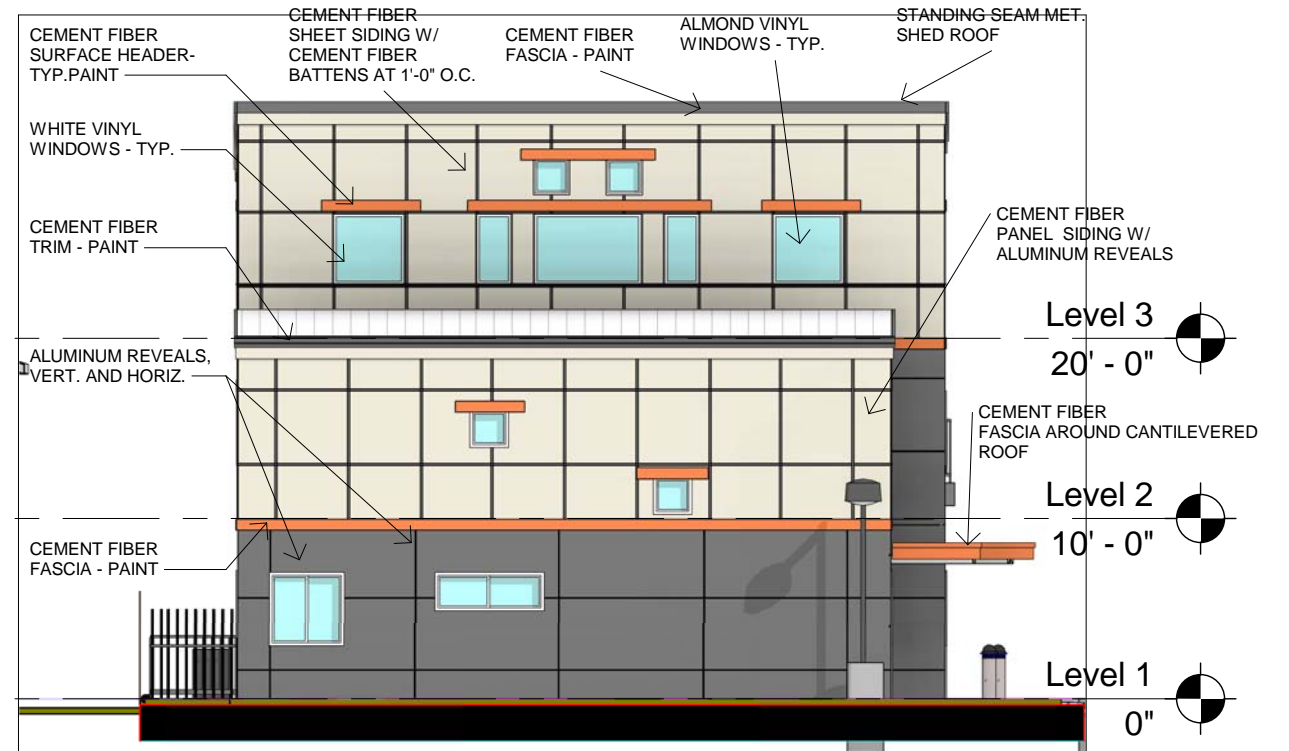 CEMENT FIBER
SURFACE HEADER-
TYP.PAINT
CEMENT FIBER
SHEET SIDING W/
CEMENT FIBER
BATTENS AT 1'-0" O.C.
CEMENT FIBER
FASCIA - PAINT
ALMOND VINYL
WINDOWS - TYP.
STANDING SEAM MET.
SHED ROOF
WHITE VINYL
WINDOWS - TYP.
CEMENT FIBER
TRIM - PAINT
CEMENT FIBER
PANEL SIDING W/
ALUMINUM REVEALS
Level 3
20' - 0"
ALUMINUM REVEALS,
VERT. AND HORIZ.
CEMENT FIBER
FASCIA AROUND CANTILEVERED
ROOF
Level 2
10' - 0"
CEMENT FIBER
FASCIA - PAINT
Level 1
0"